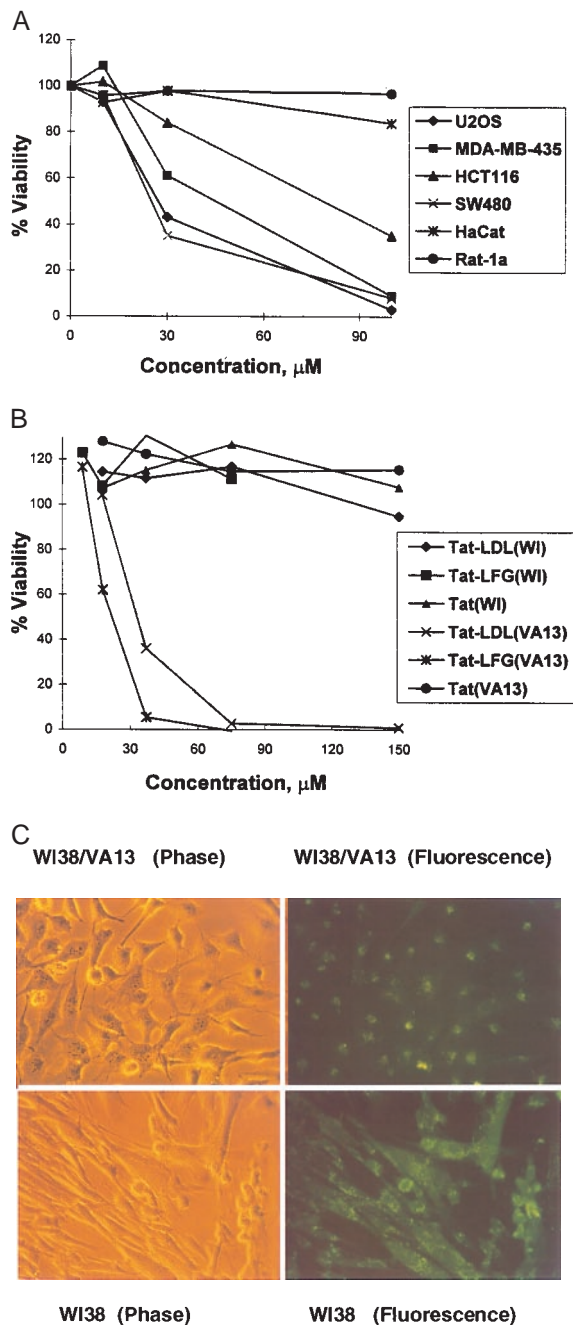 A
120
100
80
60
40
20
0
% Viability
0
30
60
90
Concentration, μM
U2OS
MDA-MB-435
HCT116
SW480
HaCat
Rat-1a
B
120
100
80
60
40
20
0
% Viability
0
30
60
90
120
150
Concentration, μM
Tat-LDL(WI)
Tat-LFG(WI)
Tat(WI)
Tat-LDL(VA13)
Tat-LFG(VA13)
Tat(VA13)
C
WI38/VA13 (Phase)
WI38/VA13 (Fluorescence)
WI38 (Phase)
WI38 (Fluorescence)